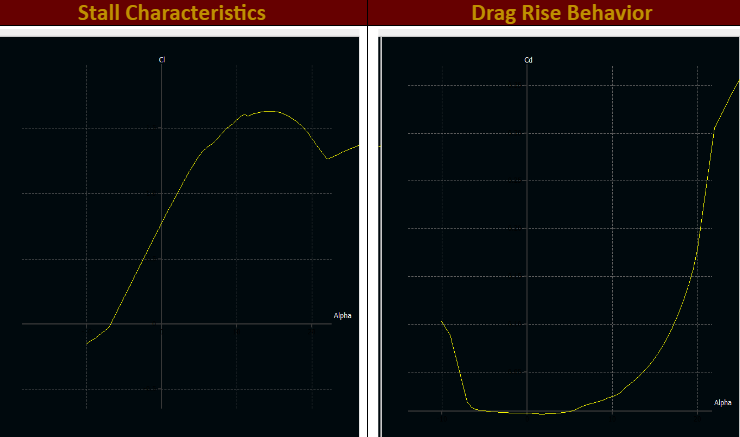 Stall Characteristics
Drag Rise Behavior
Cl
Cd
Alpha
Alpha